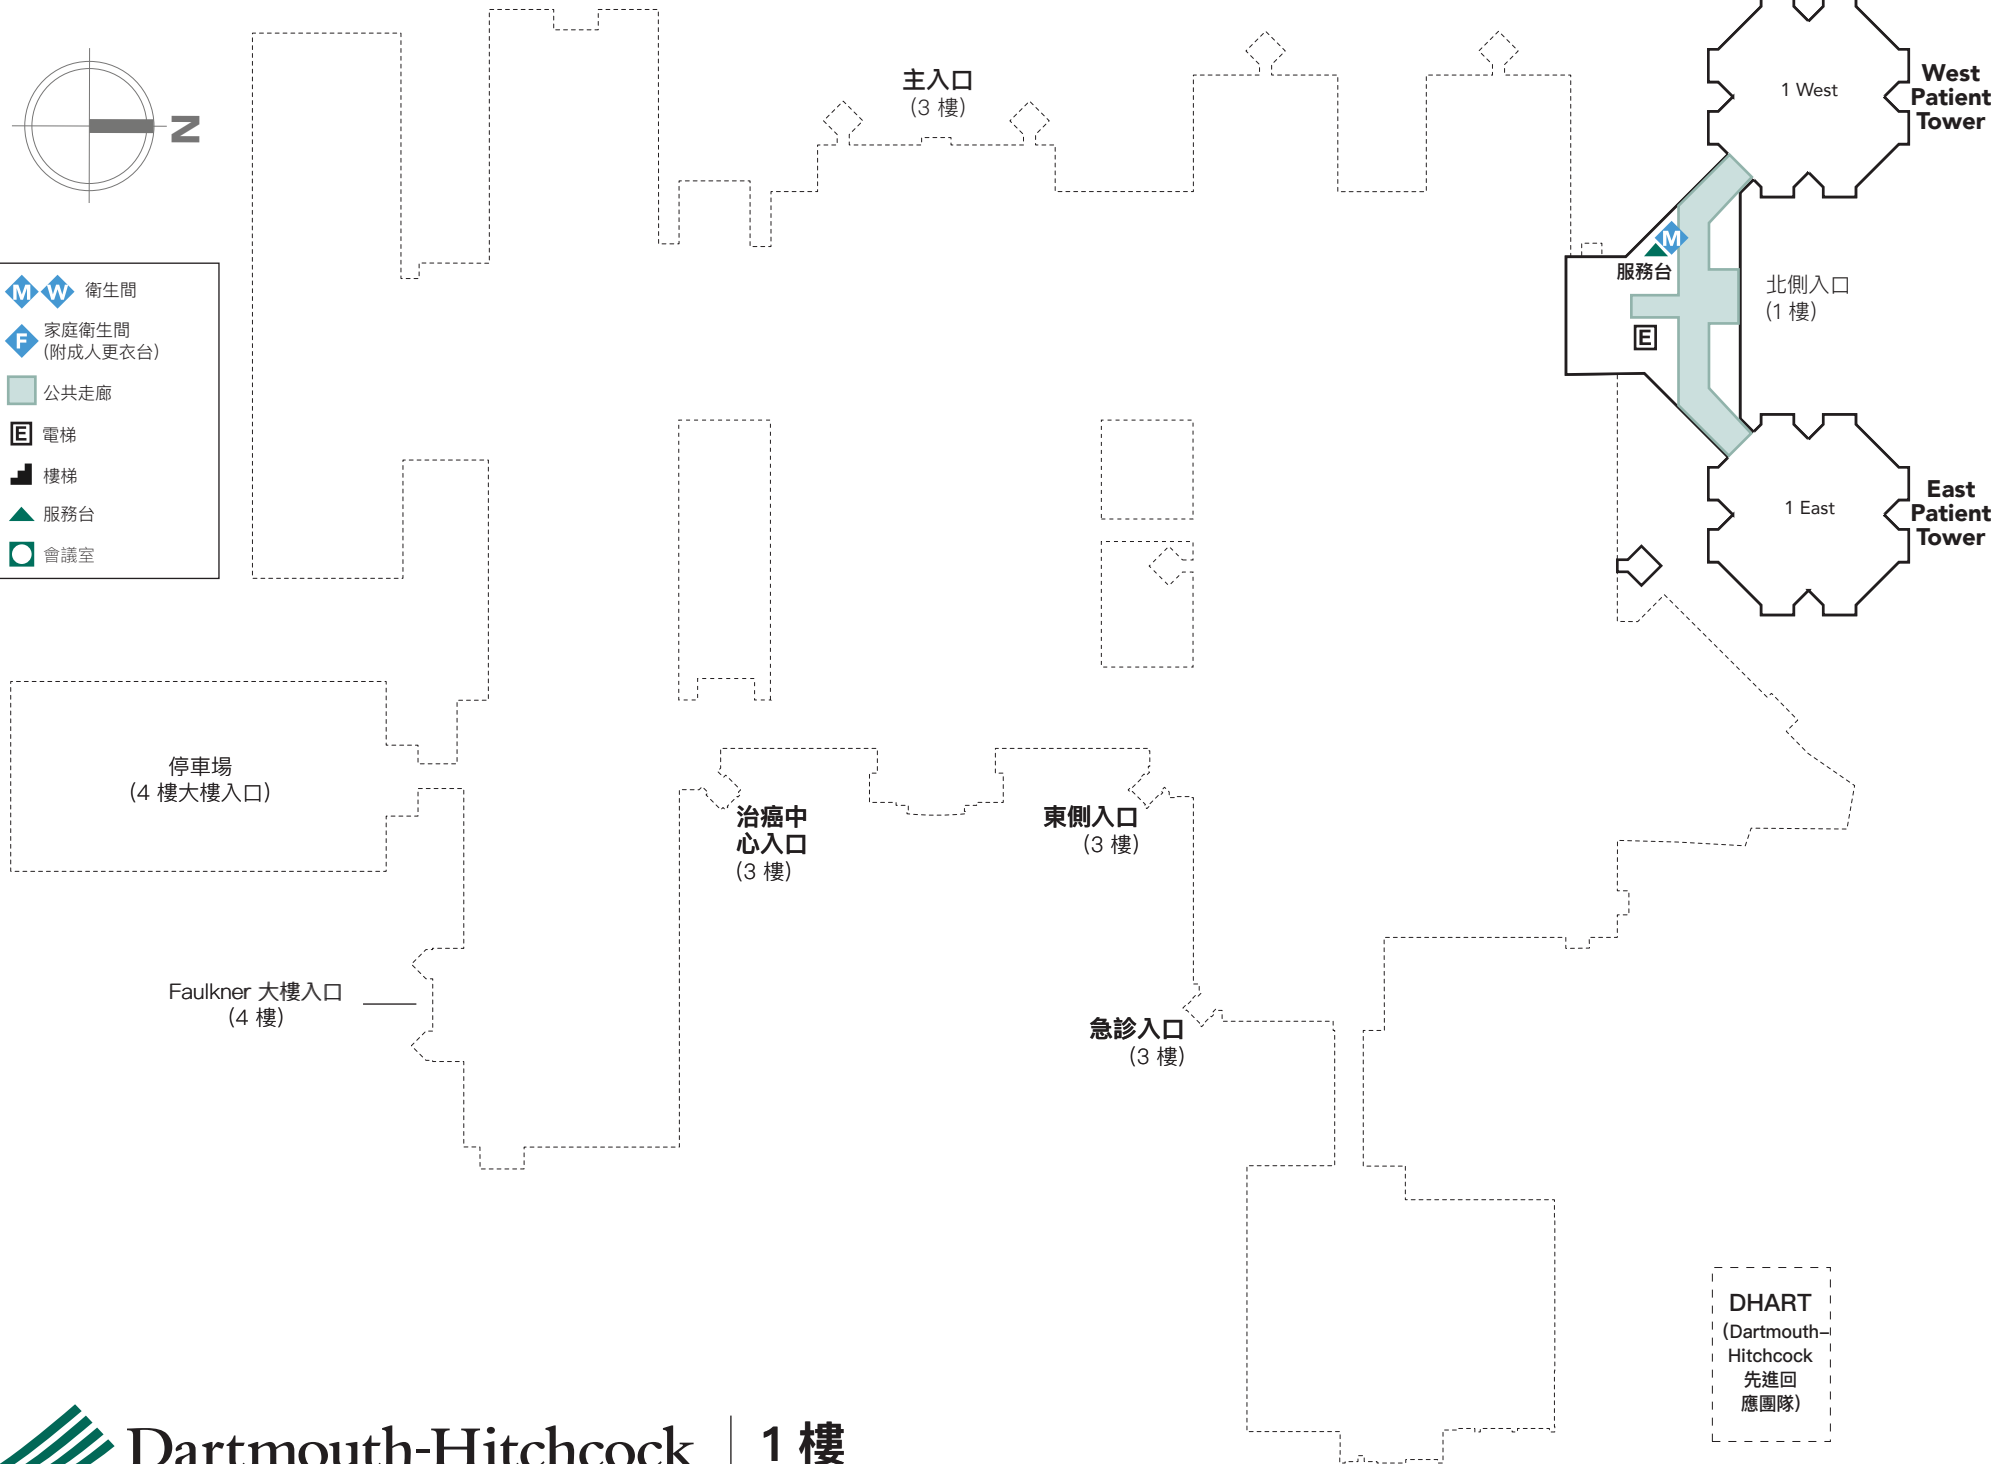 N
M W 衛生間
F 家庭衛生間
(附成人更衣台)
公共走廊
E 電梯
樓梯
服務台
會議室
主入口
(3 樓)
1 West
West
Patient
Tower
M
服務台
E
北側入口
(1 樓)
1 East
East
Patient
Tower
停車場
(4 樓大樓入口)
治癌中
心入口
(3 樓)
東側入口
(3 樓)
Faulkner 大樓入口
(4 樓)
急診入口
(3 樓)
DHART
(Dartmouth-
Hitchcock
先進回
應團隊)
Dartmouth-Hitchcock
1 樓